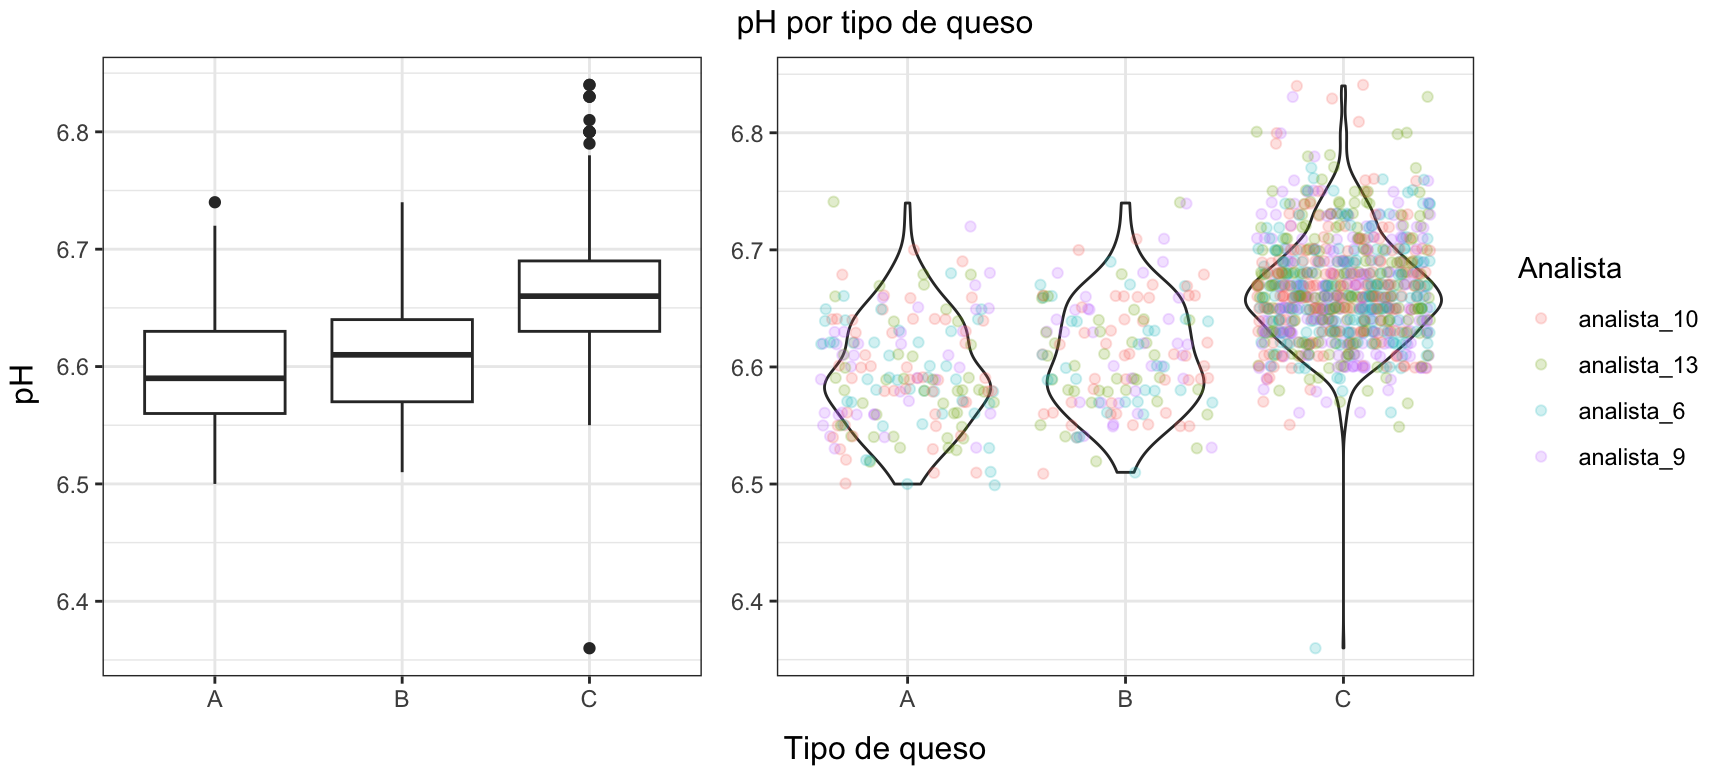 pH por tipo de queso
pH
6.8
6.7
6.6
6.5
6.4
A B C
6.8
6.7
6.6
6.5
6.4
A B C
Tipo de queso
Analista
analista_10
analista_13
analista_6
analista_9